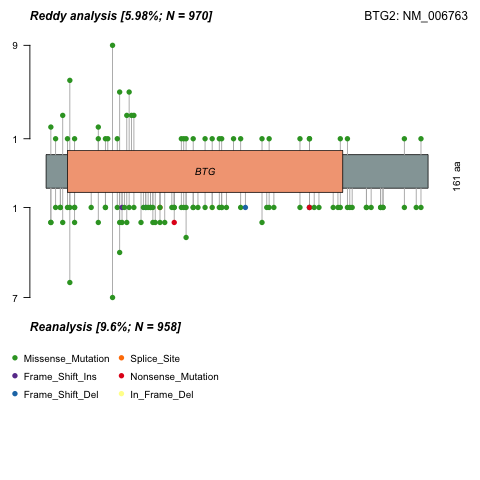 Reddy analysis [5.98%; N = 970]
BTG2: NM_006763
9
1
BTG
161 aa
1
7
Reanalysis [9.6%; N = 958]
Missense_Mutation
Splice_Site
Frame_Shift_Ins
Nonsense_Mutation
Frame_Shift_Del
In_Frame_Del